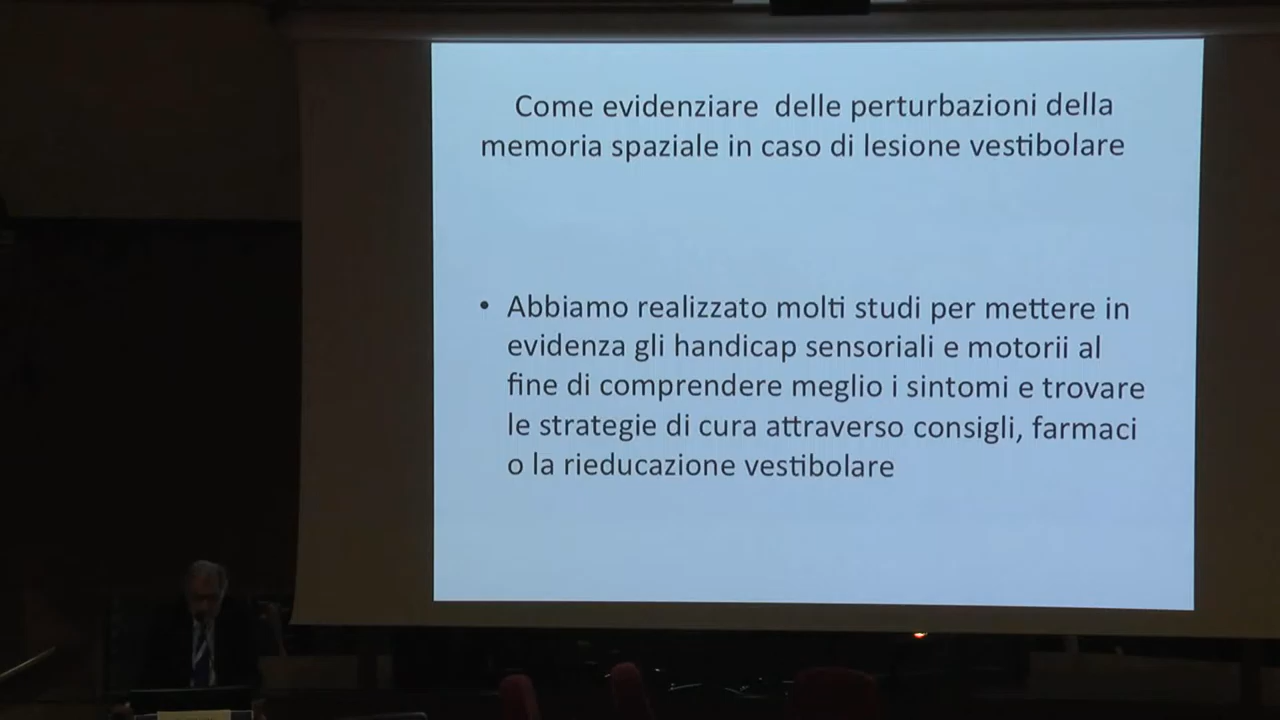 Come evidenziare delle perturbazioni della
memoria spaziale in caso di lesione vestibolare
• Abbiamo realizzato molti studi per mettere in
evidenza gli handicap sensoriali e motorii al
fine di comprendere meglio i sintomi e trovare
le strategie di cura attraverso consigli, farmaci
o la rieducazione vestibolare